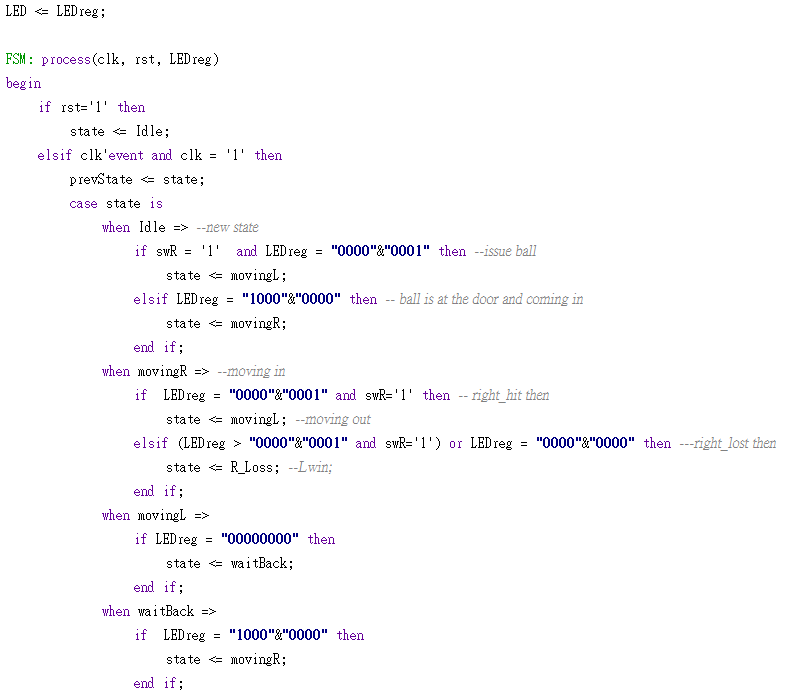 LED <= LEDreg;
FSM: process(clk, rst, LEDreg)
begin
    if rst='1' then
        state <= Idle;
    elsif clk'event and clk = '1' then
        prevState <= state;
        case state is
            when Idle => --new state
                if swR = '1'  and LEDreg = "0000"&"0001" then --issue ball
                    state <= movingL;
                elsif LEDreg = "1000"&"0000" then -- ball is at the door and coming in
                    state <= movingR;
                end if;
            when movingR => --moving in
                if  LEDreg = "0000"&"0001" and swR='1' then -- right_hit then
                    state <= movingL; --moving out
                elsif (LEDreg > "0000"&"0001" and swR='1') or LEDreg = "0000"&"0000" then ---right_lost then
                    state <= R_Loss; --Lwin;
                end if;
            when movingL =>
                if LEDreg = "00000000" then
                    state <= waitBack;
                end if;
            when waitBack =>
                if  LEDreg = "1000"&"0000" then
                    state <= movingR;
                end if;